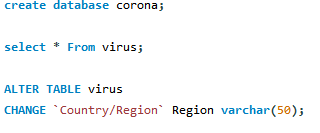 create database corona;
select * From virus;
ALTER TABLE virus
CHANGE `Country/Region` Region varchar(50);